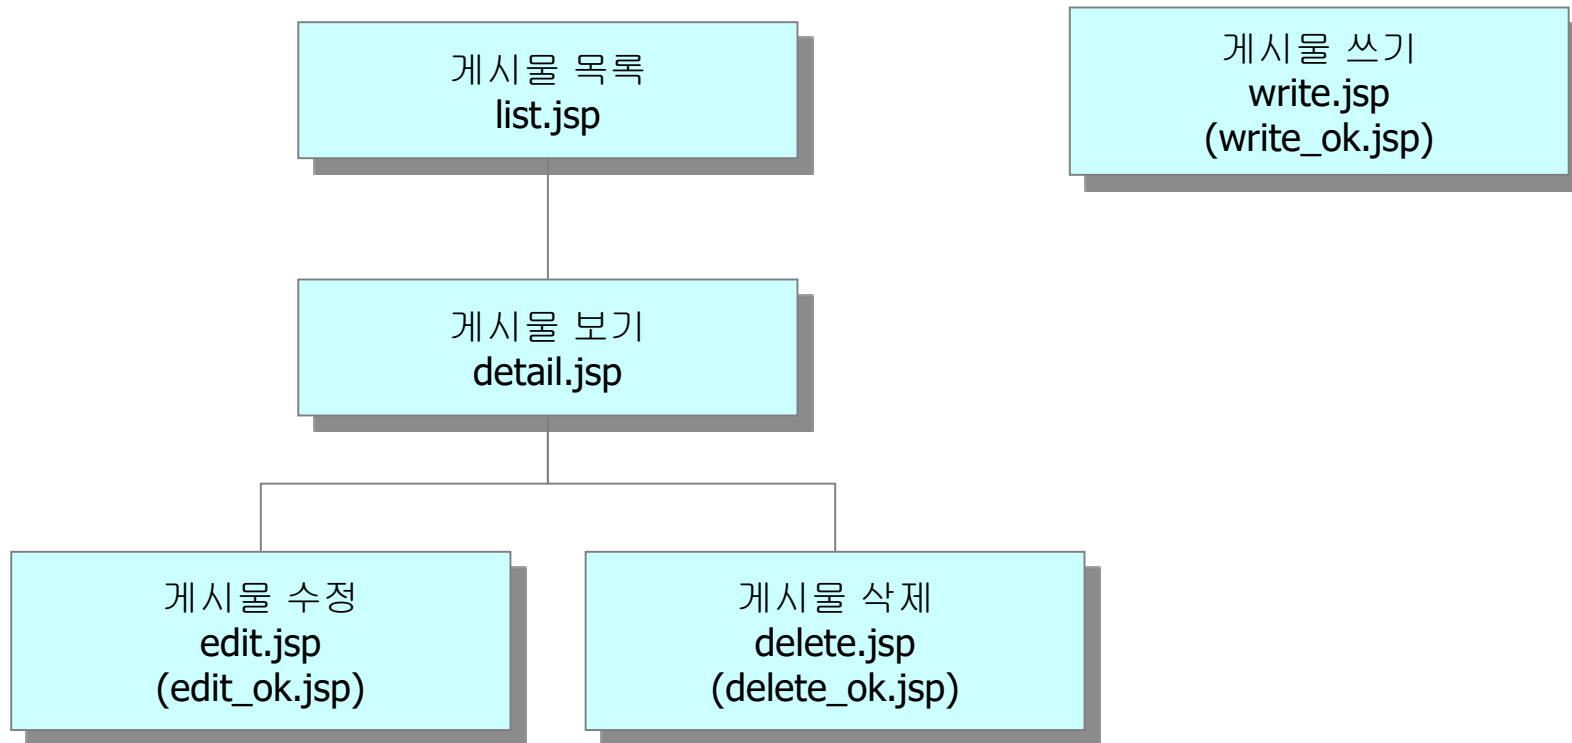 게시물 목록
list.jsp
게시물 쓰기
write.jsp
(write_ok.jsp)
게시물 보기
detail.jsp
게시물 수정
edit.jsp
(edit_ok.jsp)
게시물 삭제
delete.jsp
(delete_ok.jsp)